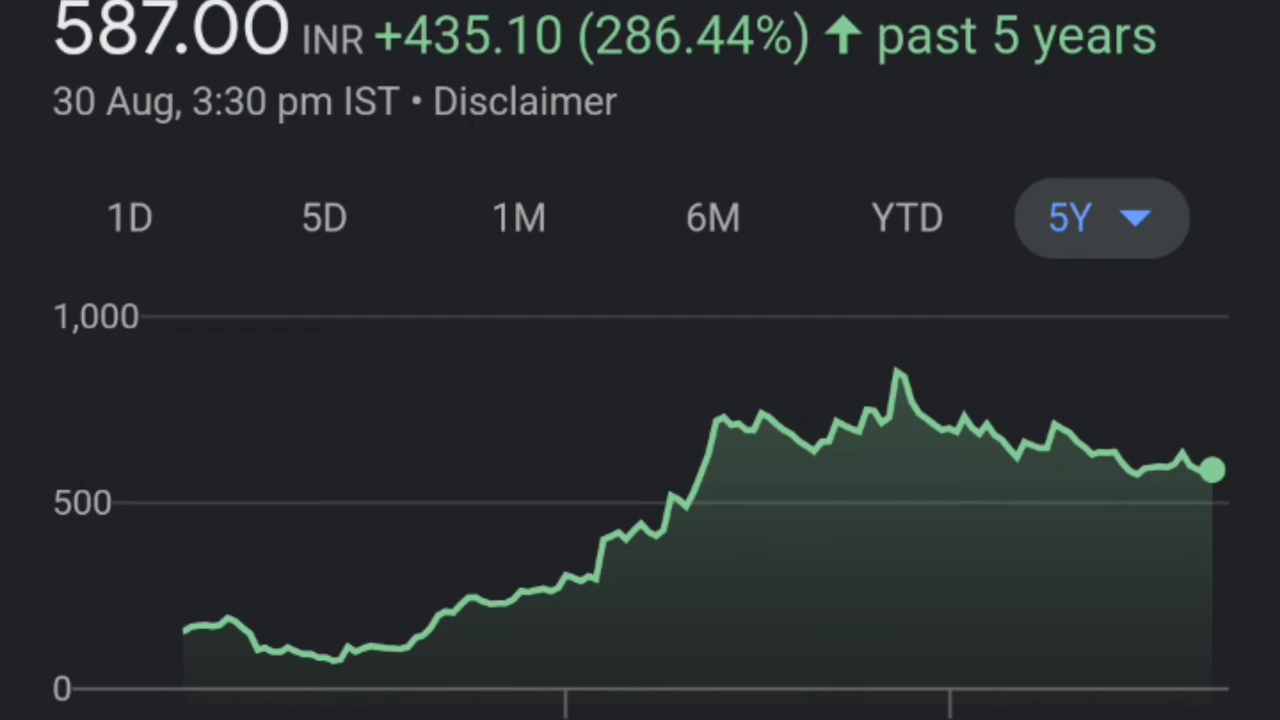 587.00 INR +435.10 (286.44%) ↑ past 5 years
30 Aug, 3:30 pm IST • Disclaimer
1D 5D 1M 6M YTD 5Y
1,000
500
0